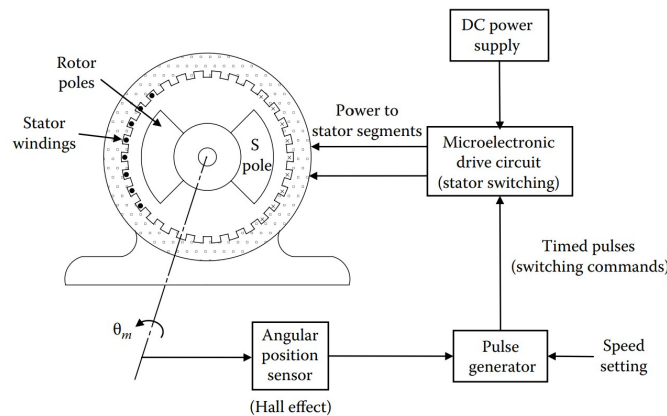 DC power
supply
Rotor
poles
Stator
windings
S
pole
Power to
stator segments
Microelectronic
drive circuit
(stator switching)
Timed pulses
(switching commands)
θm
Angular
position
sensor
(Hall effect)
Pulse
generator
Speed
setting